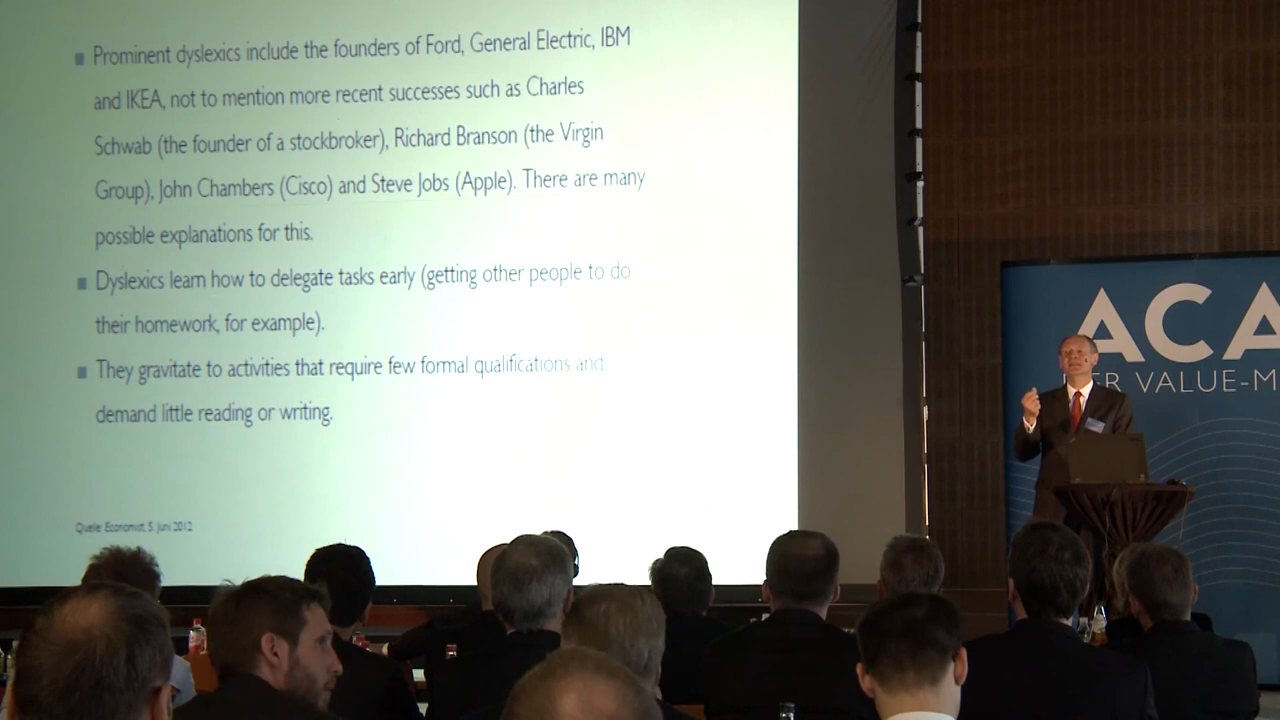 Prominent dyslexics include the founders of Ford, General Electric, IBM
and IKEA, not to mention more recent successes such as Charles
Schwab (the founder of a stockbroker), Richard Branson (the Virgin
Group), John Chambers (Cisco) and Steve Jobs (Apple). There are many
possible explanations for this.
Dyslexics learn how to delegate tasks early (getting other people to do
their homework, for example).
They gravitate to activities that require few formal qualifications and
demand little reading or writing.
Quelle: Economist, 5. Juni 2012
ACA
ER VALUE-M